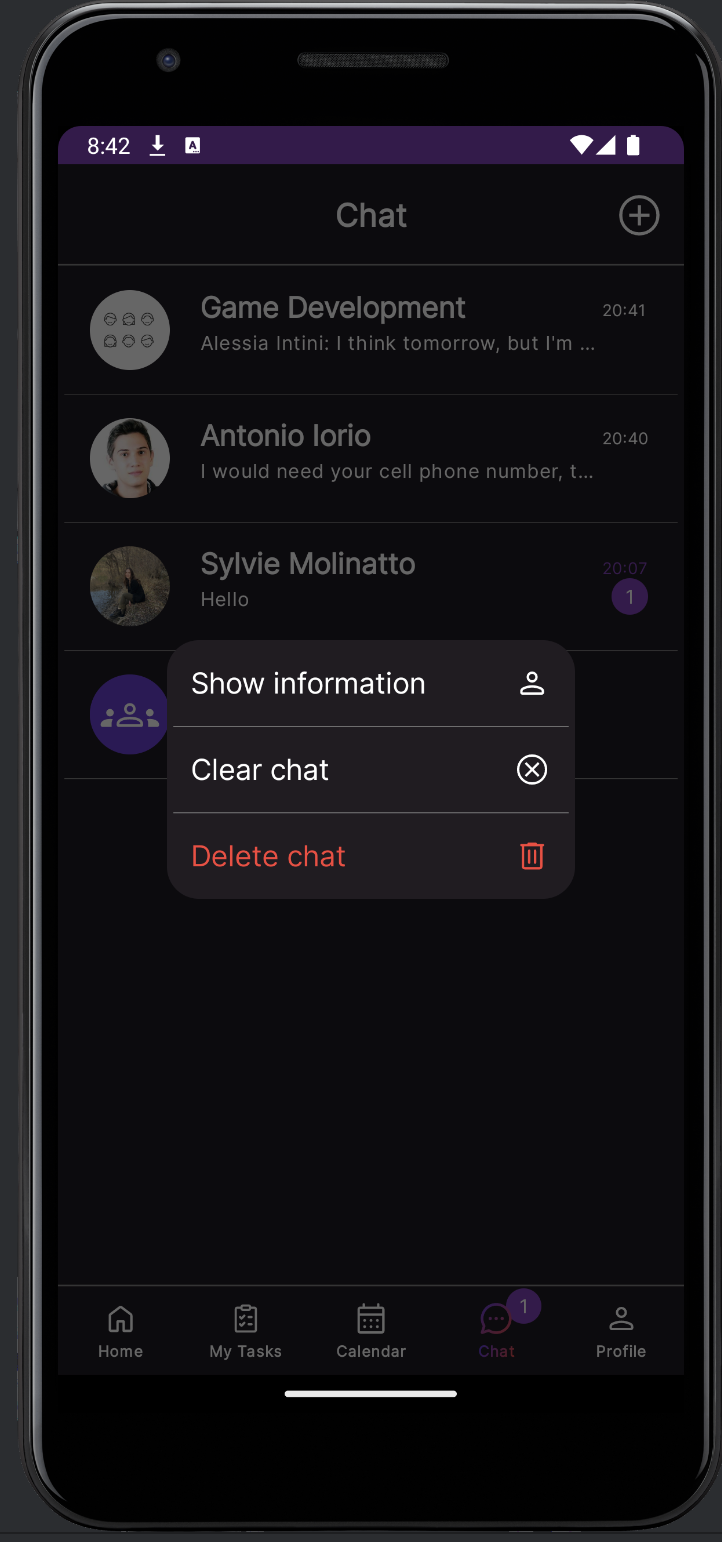 8:42
A
Chat
Game Development
20:41
Alessia Intini: I think tomorrow, but I'm ...
Antonio Iorio
20:40
I would need your cell phone number, t...
Sylvie Molinatto
20:07
Hello
1
Show information
Clear chat
Delete chat
1
Home
My Tasks
Calendar
Chat
Profile